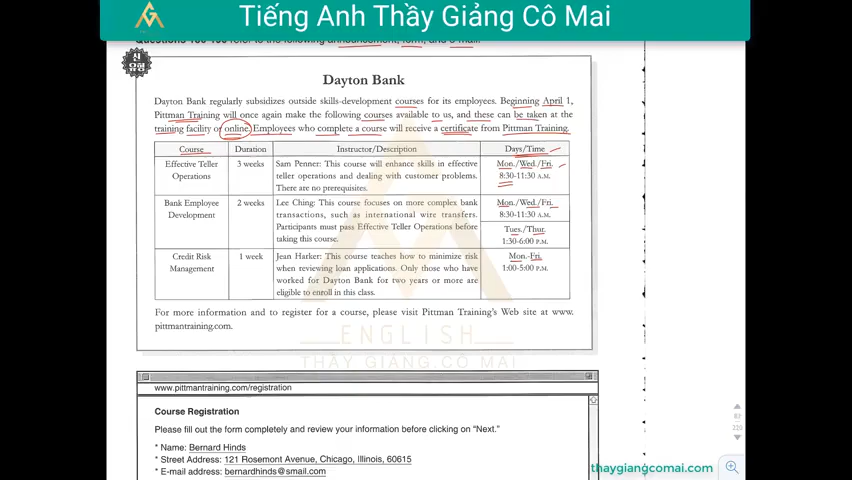 Tiếng Anh Thầy Giảng Cô Mai
Dayton Bank
Dayton Bank regularly subsidizes outside skills-development courses for its employees. Beginning April 1,
Pittman Training will once again make the following courses available to us, and these can be taken at the
training facility or online. Employees who complete a course will receive a certificate from Pittman Training.
Course Duration Instructor/Description Days/Time
Effective Teller Operations
3 weeks
Sam Penner: This course will enhance skills in effective
teller operations and dealing with customer problems.
There are no prerequisites.
Mon./Wed./Fri.
8:30-11:30 A.M.
Bank Employee
Development
2 weeks
Lee Ching: This course focuses on more complex bank
transactions, such as international wire transfers.
Participants must pass Effective Teller Operations before
taking this course.
Mon./Wed./Fri.
8:30-11:30 A.M.
Tues./Thur.
1:30-6:00 P.M.
Credit Risk
Management
1 week
Jean Harker: This course teaches how to minimize risk
when reviewing loan applications. Only those who have
worked for Dayton Bank for two years or more are
eligible to enroll in this class.
Mon.-Fri.
1:00-5:00 P.M.
For more information and to register for a course, please visit Pittman Training's Web site at www.
pittmantraining.com.
ENGLISH
THẦY GIẢNG.CÔ MAI
www.pittmantraining.com/registration
Course Registration
Please fill out the form completely and review your information before clicking on “Next.”
* Name: Bernard Hinds
* Street Address: 121 Rosemont Avenue, Chicago, Illinois, 60615
* E-mail address: bernardhinds@smail.com
thaygiangcomai.com